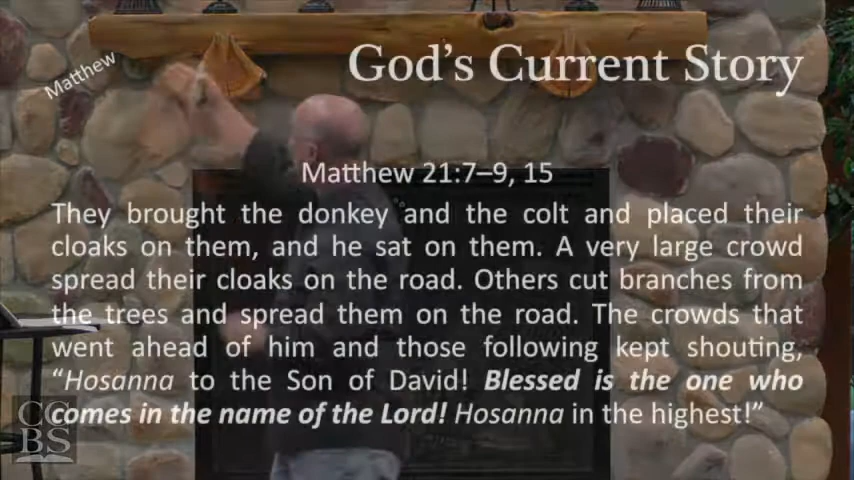 God's Current Story
Matthew
Matthew 21:7–9, 15
They brought the donkey and the colt and placed their
cloaks on them, and he sat on them. A very large crowd
spread their cloaks on the road. Others cut branches from
the trees and spread them on the road. The crowds that
went ahead of him and those following kept shouting,
“Hosanna to the Son of David! Blessed is the one who
comes in the name of the Lord! Hosanna in the highest!”
CC
BS